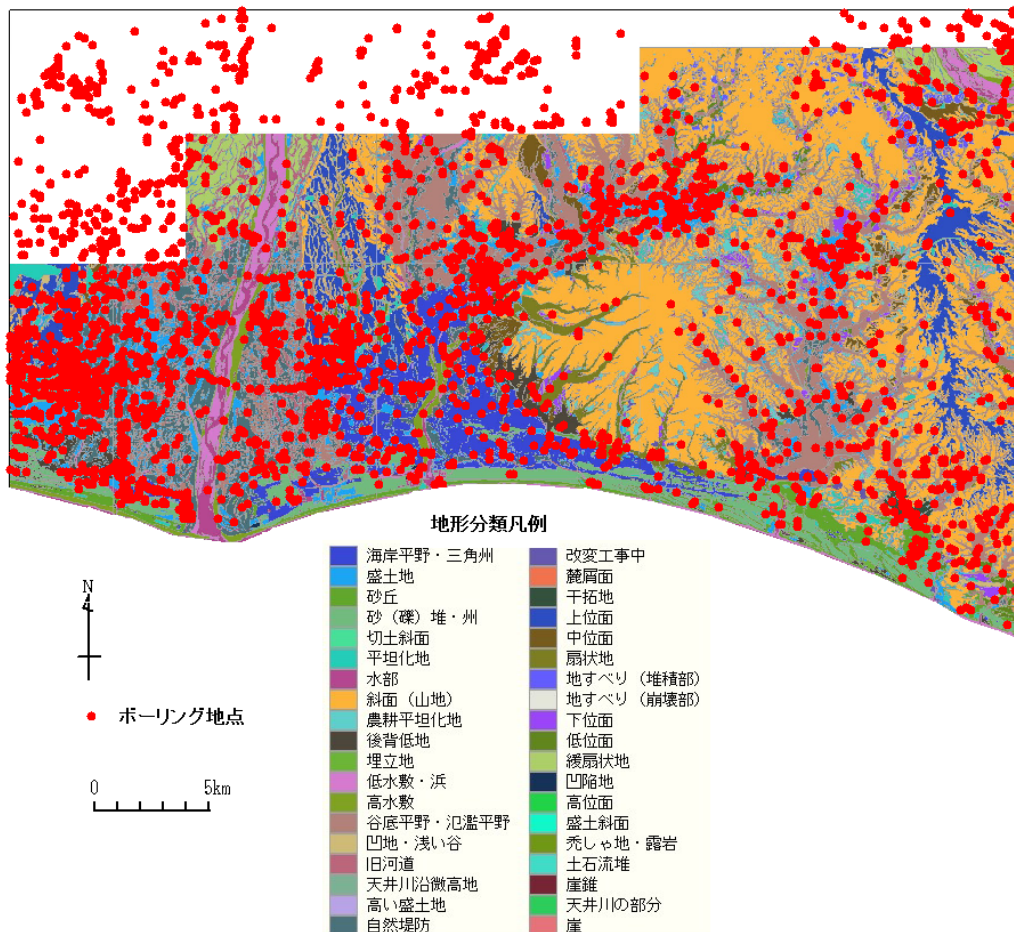 地形分類凡例
海岸平野・三角州
盛土地
砂丘
砂（礫）堆・州
切土斜面
平坦化地
水部
斜面（山地）
農耕平坦化地
後背低地
埋立地
低水敷・浜
高水敷
谷底平野・氾濫平野
凹地・浅い谷
旧河道
天井川沿微高地
高い盛土地
自然堤防
改変工事中
麓屑面
干拓地
上位面
中位面
扇状地
地すべり（堆積部）
地すべり（崩壊部）
下位面
低位面
緩扇状地
凹陥地
高位面
盛土斜面
禿しゃ地・露岩
土石流堆
崖錐
天井川の部分
崖
N
ボーリング地点
0 5km